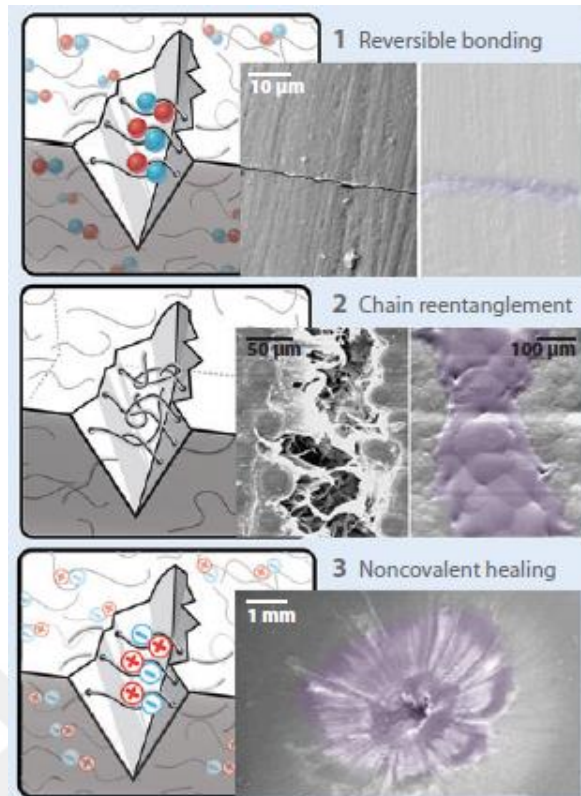 1 Reversible bonding
10 µm
2 Chain reentanglement
50 µm
100 µm
3 Noncovalent healing
1 mm